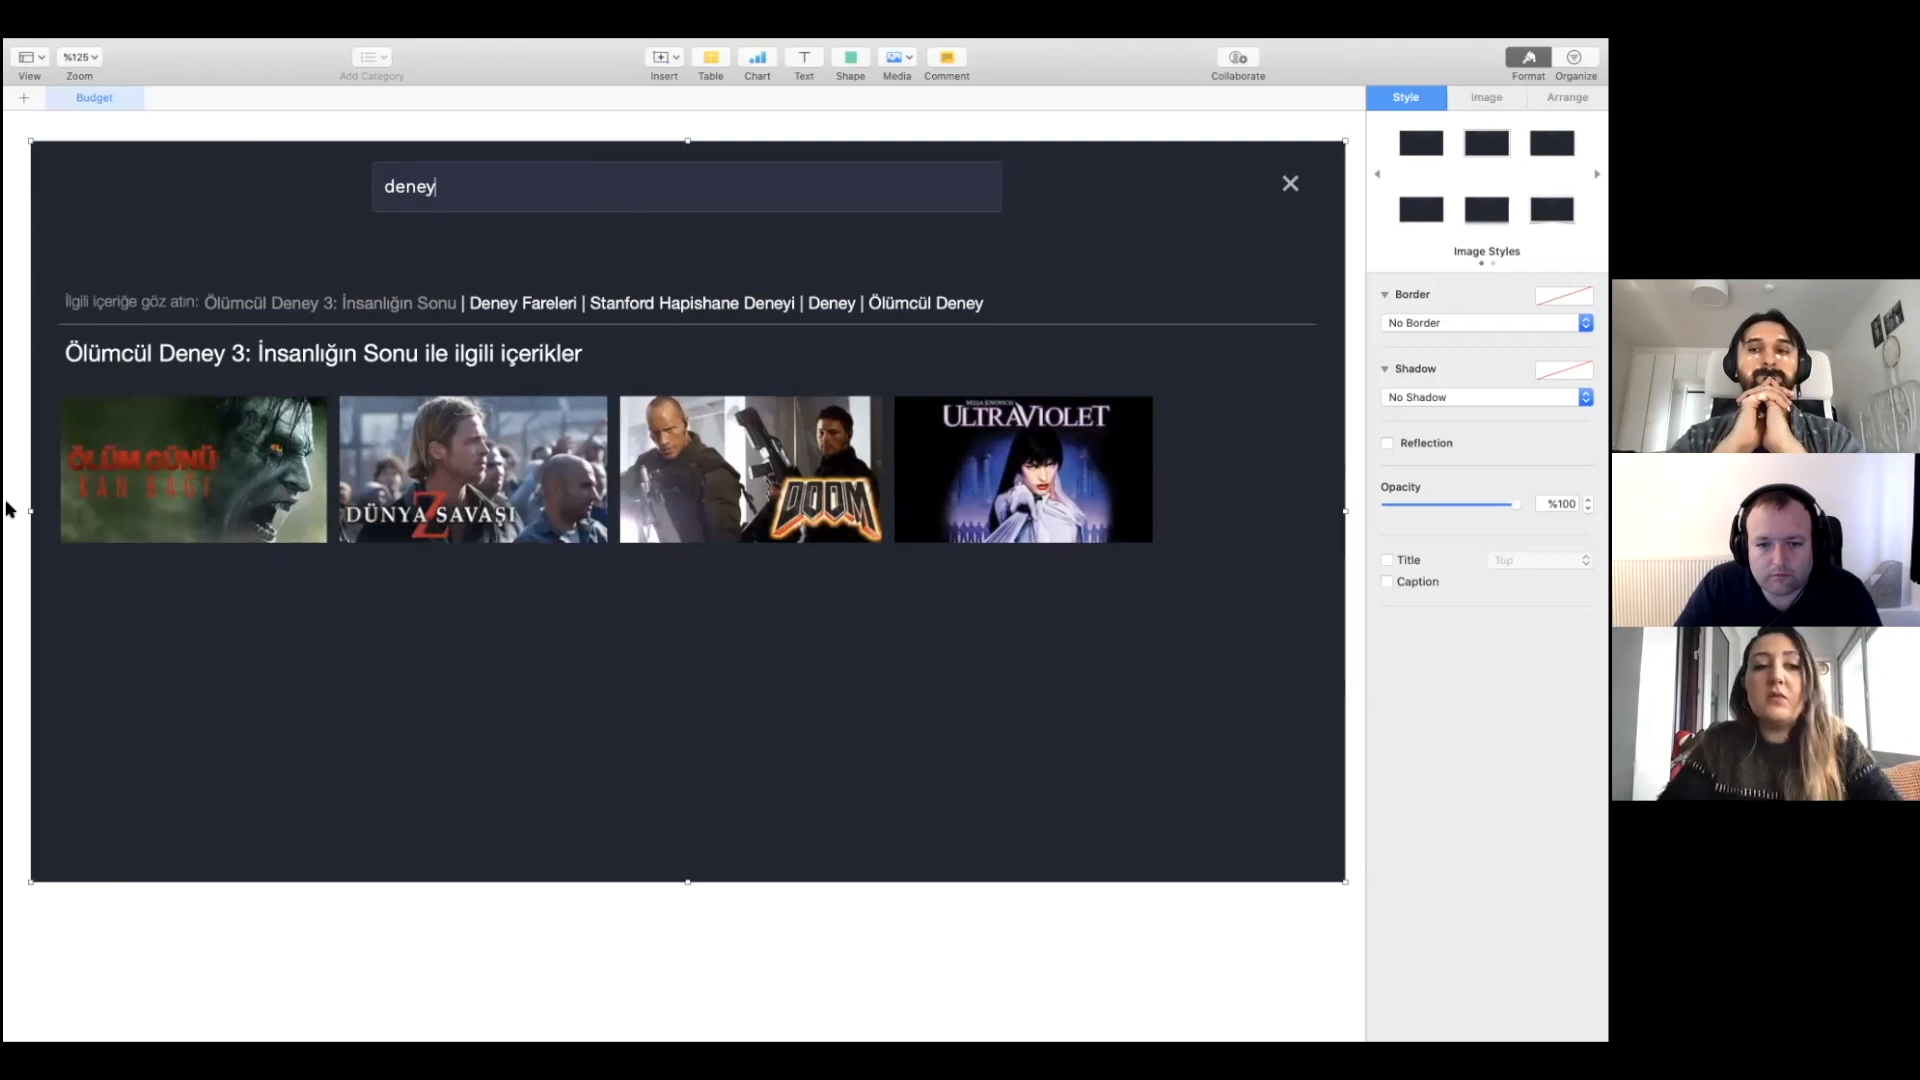 %125
View
Zoom
Add Category
Insert
Table
Chart
Text
Shape
Media
Comment
Collaborate
Format
Organize
Budget
Style
Image
Arrange
deney
İlgili içeriğe göz atın: Ölümcül Deney 3: İnsanlığın Sonu | Deney Fareleri | Stanford Hapishane Deneyi | Deney | Ölümcül Deney
Ölümcül Deney 3: İnsanlığın Sonu ile ilgili içerikler
ÖLÜM GÜNÜ
KAN BAĞI
DÜNYA SAVAŞI
Z
DOOM
MILLA JOVOVICH
ULTRAVIOLET
Image Styles
Border
No Border
Shadow
No Shadow
Reflection
Opacity
%100
Title
Top
Caption